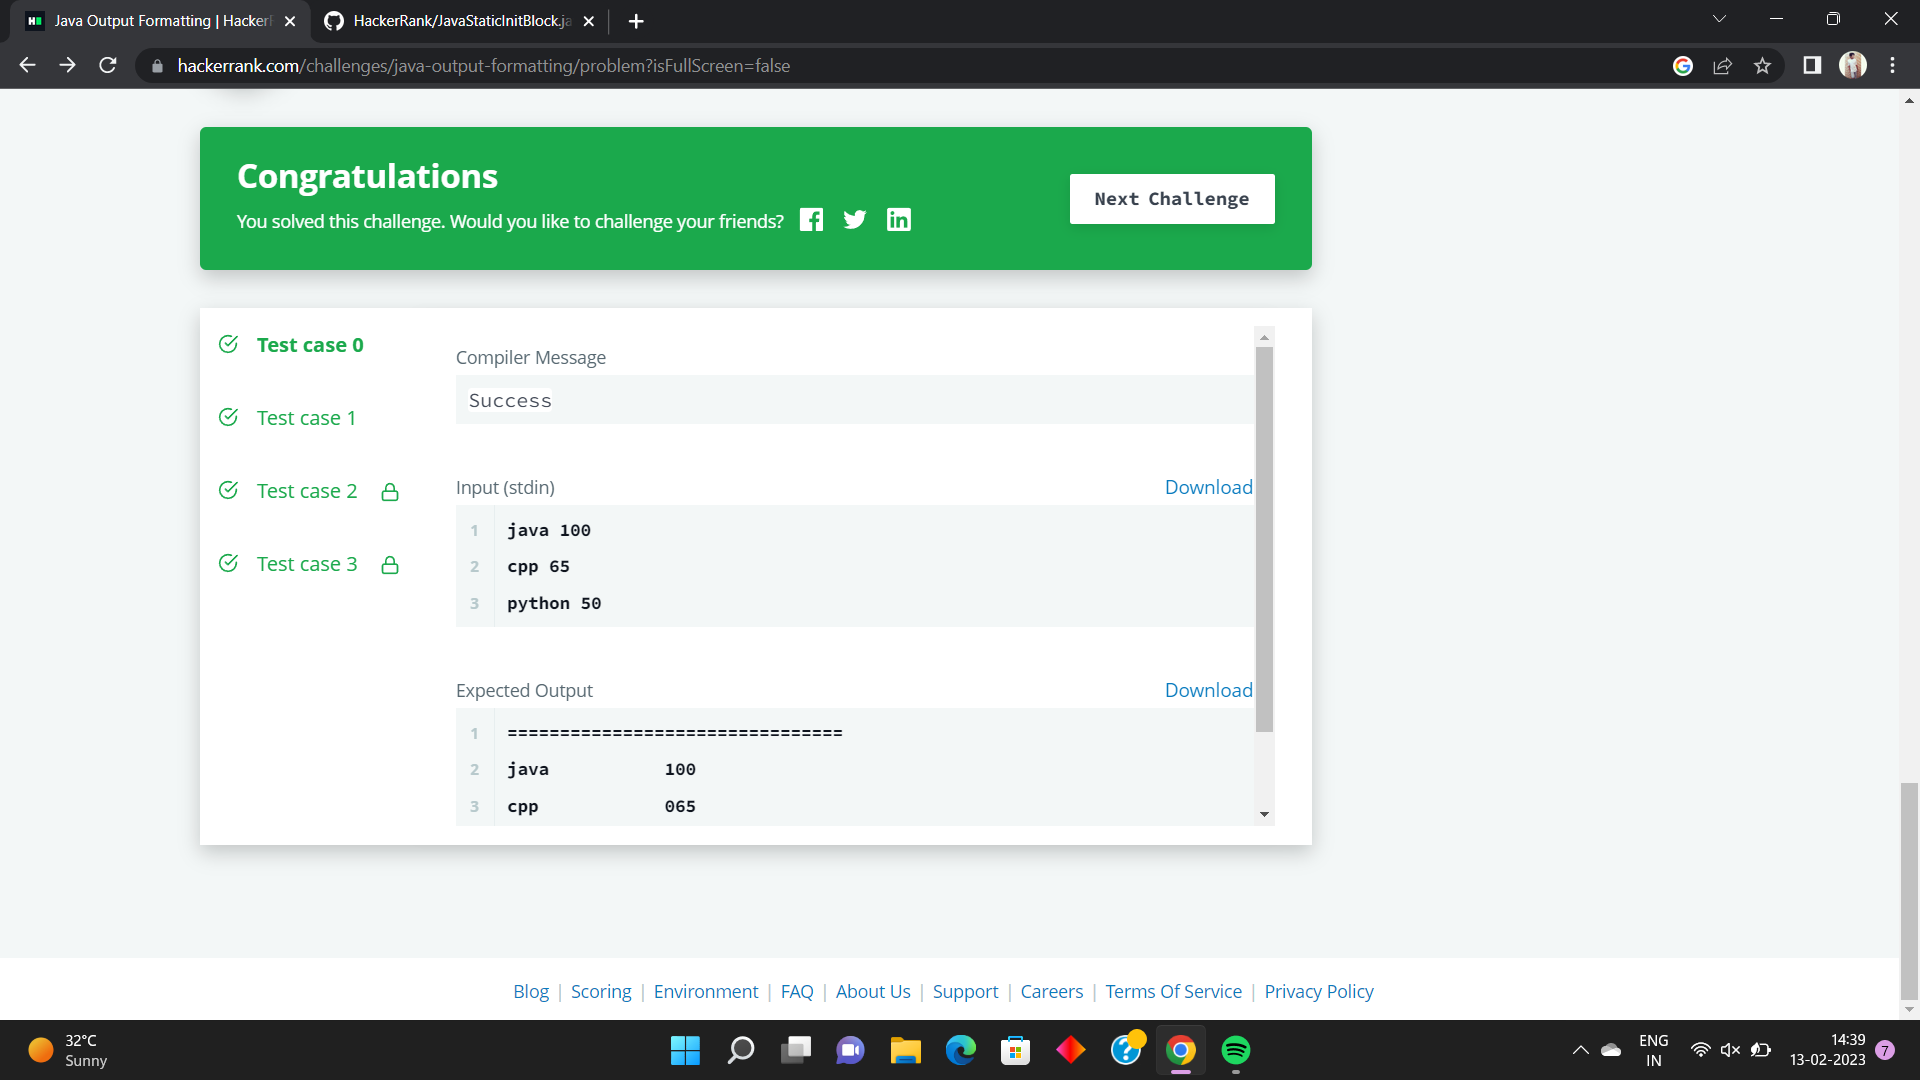 Java Output Formatting | HackerR
HackerRank/JavaStaticInitBlock.ja
hackerrank.com/challenges/java-output-formatting/problem?isFullScreen=false
Congratulations
You solved this challenge. Would you like to challenge your friends?
Next Challenge
Test case 0
Test case 1
Test case 2
Test case 3
Compiler Message
Success
Input (stdin)
Download
1 java 100
2 cpp 65
3 python 50
Expected Output
Download
1 ================================
2 java           100
3 cpp            065
Blog | Scoring | Environment | FAQ | About Us | Support | Careers | Terms Of Service | Privacy Policy
32°C
Sunny
ENG
IN
14:39
13-02-2023
7